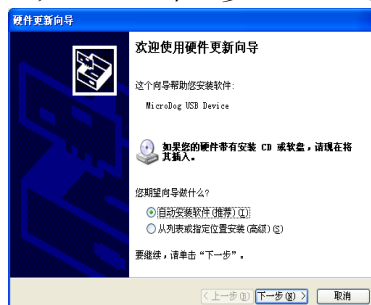 硬件更新向导
欢迎使用硬件更新向导
这个向导帮助您安装软件:
MicroDog USB Device
如果您的硬件带有安装 CD 或软盘，请现在将
其插入。
您期望向导做什么?
自动安装软件(推荐)(I)
从列表或指定位置安装(高级)(S)
要继续，请单击“下一步”。
<上一步(B) 下一步(N)> 取消